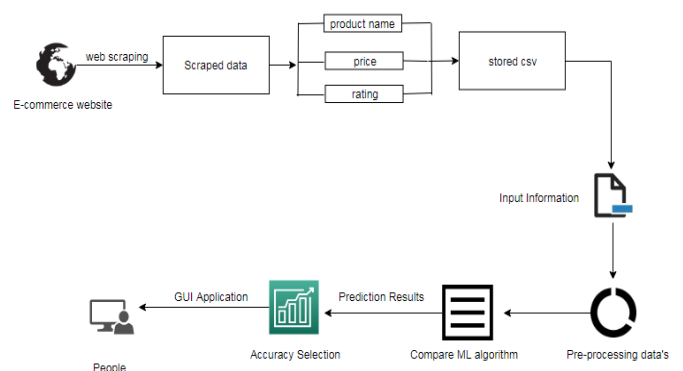 product name
web scraping
Scraped data
price
stored csv
rating
E-commerce website
Input Information
GUI Application
Prediction Results
Accuracy Selection
Compare ML algorithm
Pre-processing data's
People